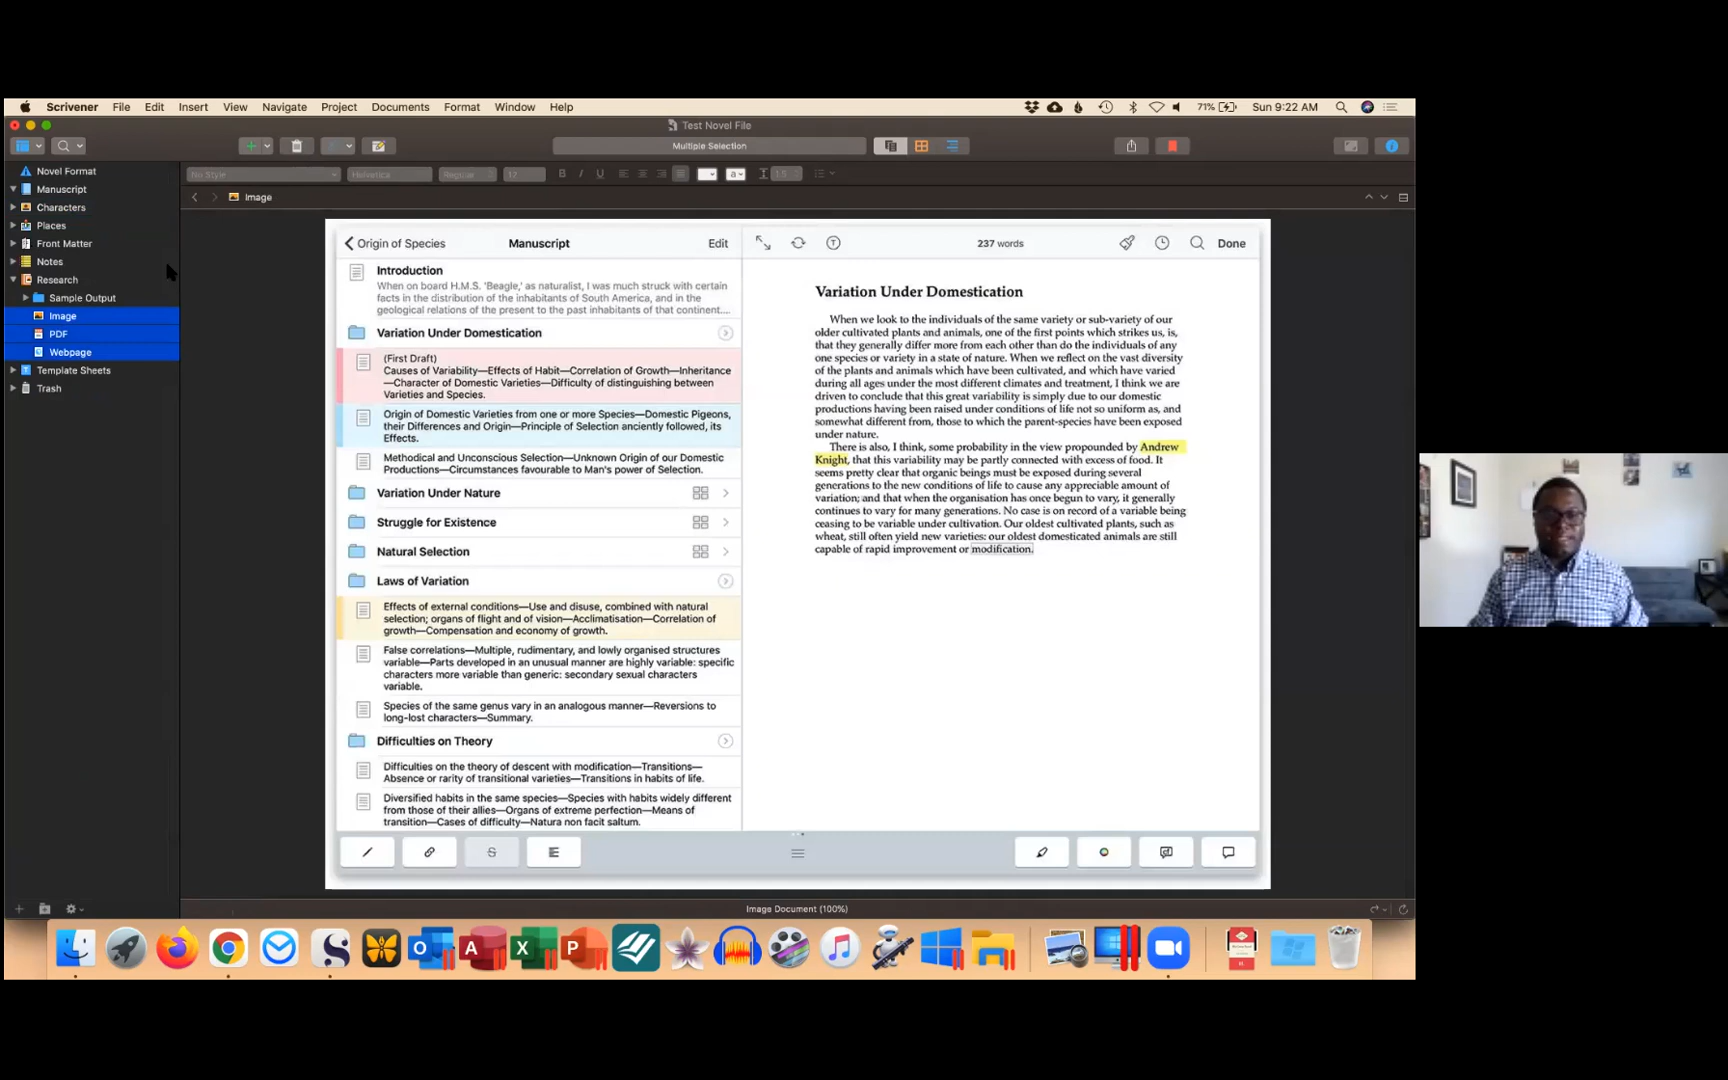 Scrivener File Edit Insert View Navigate Project Documents Format Window Help
71% Sun 9:22 AM
Test Novel File
Multiple Selection
No Style Helvetica Regular 12 B I U a 1.5
Novel Format
Manuscript
Characters
Places
Front Matter
Notes
Research
Sample Output
Image
PDF
Webpage
Template Sheets
Trash
Image
Origin of Species Manuscript Edit
Introduction
When on board H.M.S. 'Beagle,' as naturalist, I was much struck with certain
facts in the distribution of the inhabitants of South America, and in the
geological relations of the present to the past inhabitants of that continent...
Variation Under Domestication
(First Draft)
Causes of Variability—Effects of Habit—Correlation of Growth—Inheritance
—Character of Domestic Varieties—Difficulty of distinguishing between
Varieties and Species.
Origin of Domestic Varieties from one or more Species—Domestic Pigeons,
their Differences and Origin—Principle of Selection anciently followed, its
Effects.
Methodical and Unconscious Selection—Unknown Origin of our Domestic
Productions—Circumstances favourable to Man's power of Selection.
Variation Under Nature
Struggle for Existence
Natural Selection
Laws of Variation
Effects of external conditions—Use and disuse, combined with natural
selection; organs of flight and of vision—Acclimatisation—Correlation of
growth—Compensation and economy of growth.
False correlations—Multiple, rudimentary, and lowly organised structures
variable—Parts developed in an unusual manner are highly variable: specific
characters more variable than generic: secondary sexual characters
variable.
Species of the same genus vary in an analogous manner—Reversions to
long-lost characters—Summary.
Difficulties on Theory
Difficulties on the theory of descent with modification—Transitions—
Absence or rarity of transitional varieties—Transitions in habits of life.
Diversified habits in the same species—Species with habits widely different
from those of their allies—Organs of extreme perfection—Means of
transition—Cases of difficulty—Natura non facit saltum.
T 237 words Done
Variation Under Domestication
When we look to the individuals of the same variety or sub-variety of our
older cultivated plants and animals, one of the first points which strikes us, is,
that they generally differ more from each other than do the individuals of any
one species or variety in a state of nature. When we reflect on the vast diversity
of the plants and animals which have been cultivated, and which have varied
during all ages under the most different climates and treatment, I think we are
driven to conclude that this great variability is simply due to our domestic
productions having been raised under conditions of life not so uniform as, and
somewhat different from, those to which the parent-species have been exposed
under nature.
There is also, I think, some probability in the view propounded by Andrew
Knight, that this variability may be partly connected with excess of food. It
seems pretty clear that organic beings must be exposed during several
generations to the new conditions of life to cause any appreciable amount of
variation; and that when the organisation has once begun to vary, it generally
continues to vary for many generations. No case is on record of a variable being
ceasing to be variable under cultivation. Our oldest cultivated plants, such as
wheat, still often yield new varieties: our oldest domesticated animals are still
capable of rapid improvement or modification.
S
Image Document (100%)
O A X P